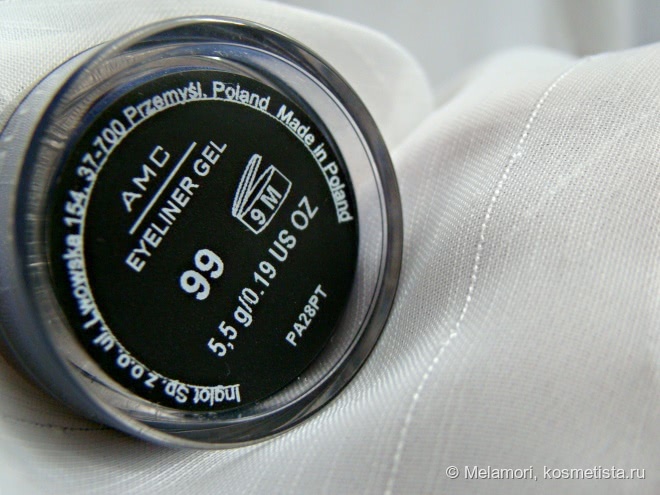 Inglot Sp. z o.o. ul. Lwowska 154, 37-700 Przemyśl, Poland Made in Poland
AMC
EYELINER GEL
9 M
99
5,5 g/0.19 US OZ
PA28PT
© Melamori, kosmetista.ru